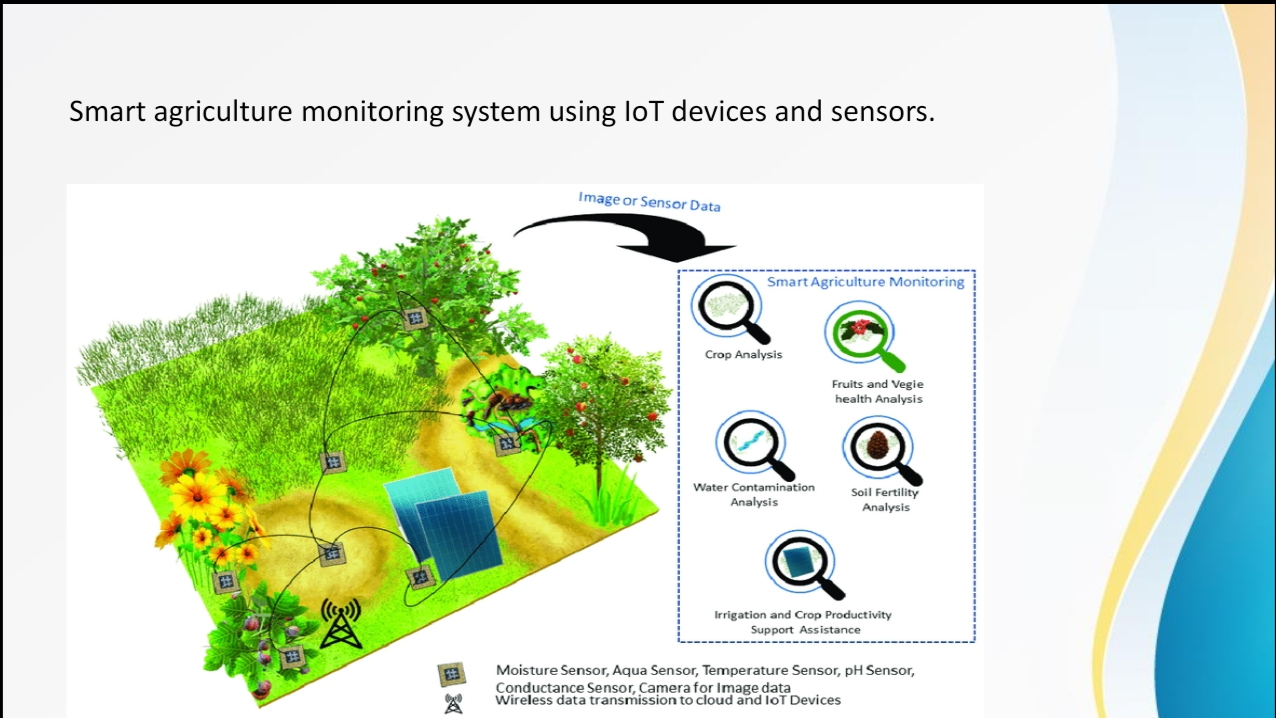 Smart agriculture monitoring system using IoT devices and sensors.
Image or Sensor Data
Smart Agriculture Monitoring
Crop Analysis
Fruits and Vegie
health Analysis
Water Contamination
Analysis
Soil Fertility
Analysis
Irrigation and Crop Productivity
Support Assistance
Moisture Sensor, Aqua Sensor, Temperature Sensor, pH Sensor,
Conductance Sensor, Camera for Image data
Wireless data transmission to cloud and IoT Devices